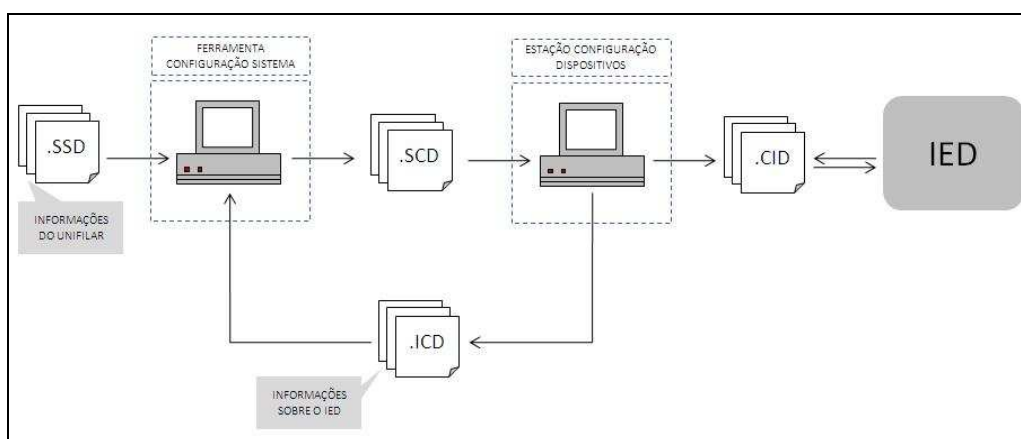 FERRAMENTA
CONFIGURAÇÃO SISTEMA
ESTAÇÃO CONFIGURAÇÃO
DISPOSITIVOS
.SSD
.SCD
.CID
IED
INFORMAÇÕES
DO UNIFILAR
.ICD
INFORMAÇÕES
SOBRE O IED